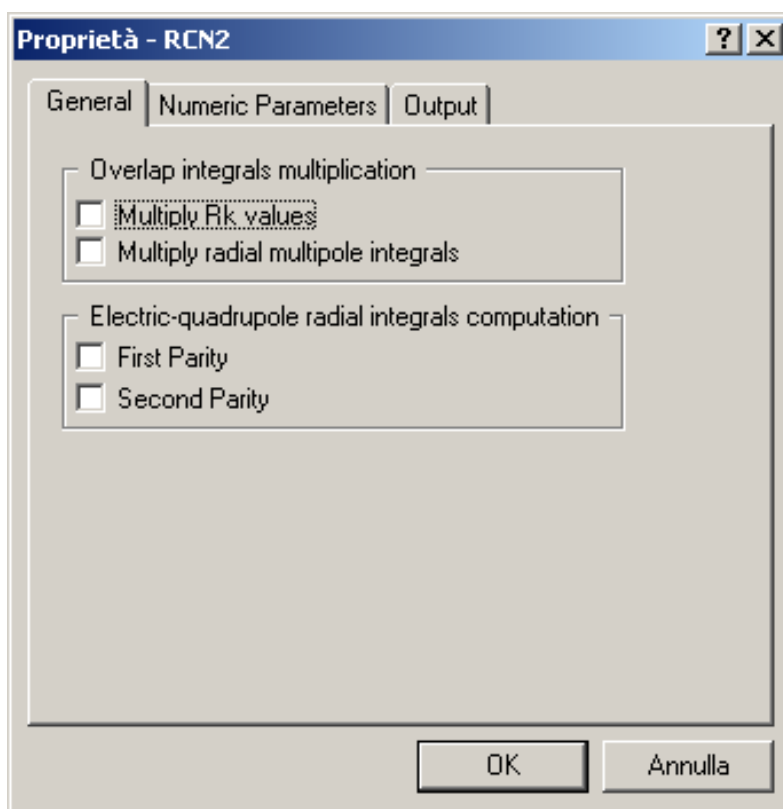 Proprietà - RCN2
General Numeric Parameters Output
Overlap integrals multiplication
Multiply Rk values
Multiply radial multipole integrals
Electric-quadrupole radial integrals computation
First Parity
Second Parity
OK Annulla